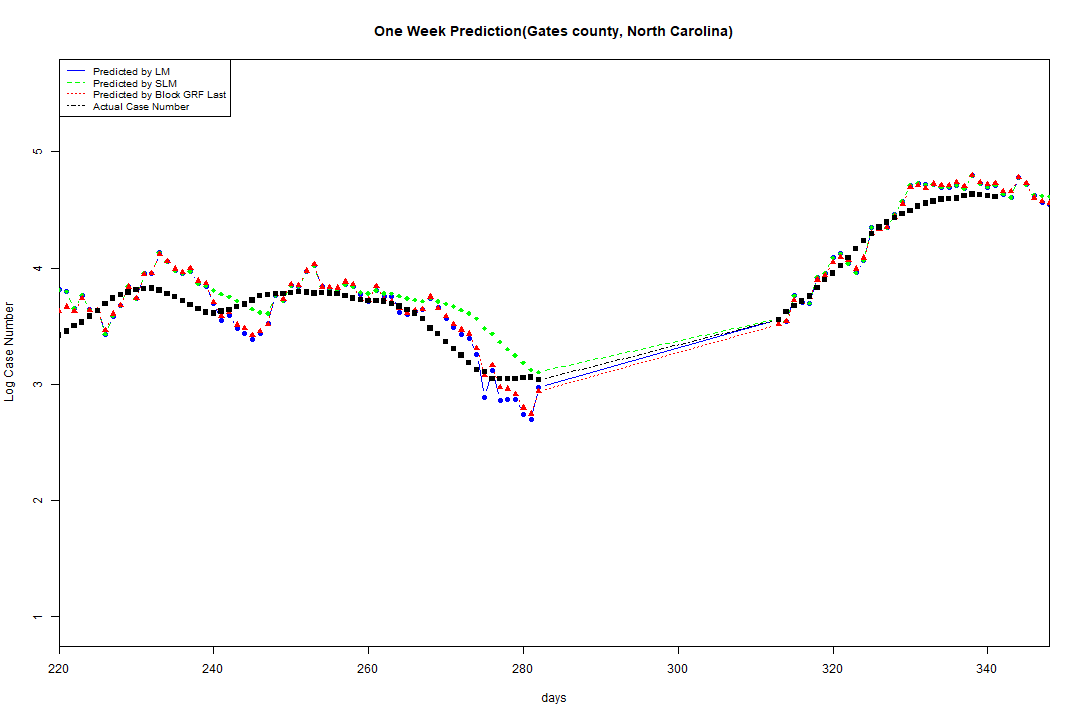 One Week Prediction(Gates county, North Carolina)
Predicted by LM
Predicted by SLM
Predicted by Block GRF Last
Actual Case Number
Log Case Number
5
4
3
2
1
220 240 260 280 300 320 340
days